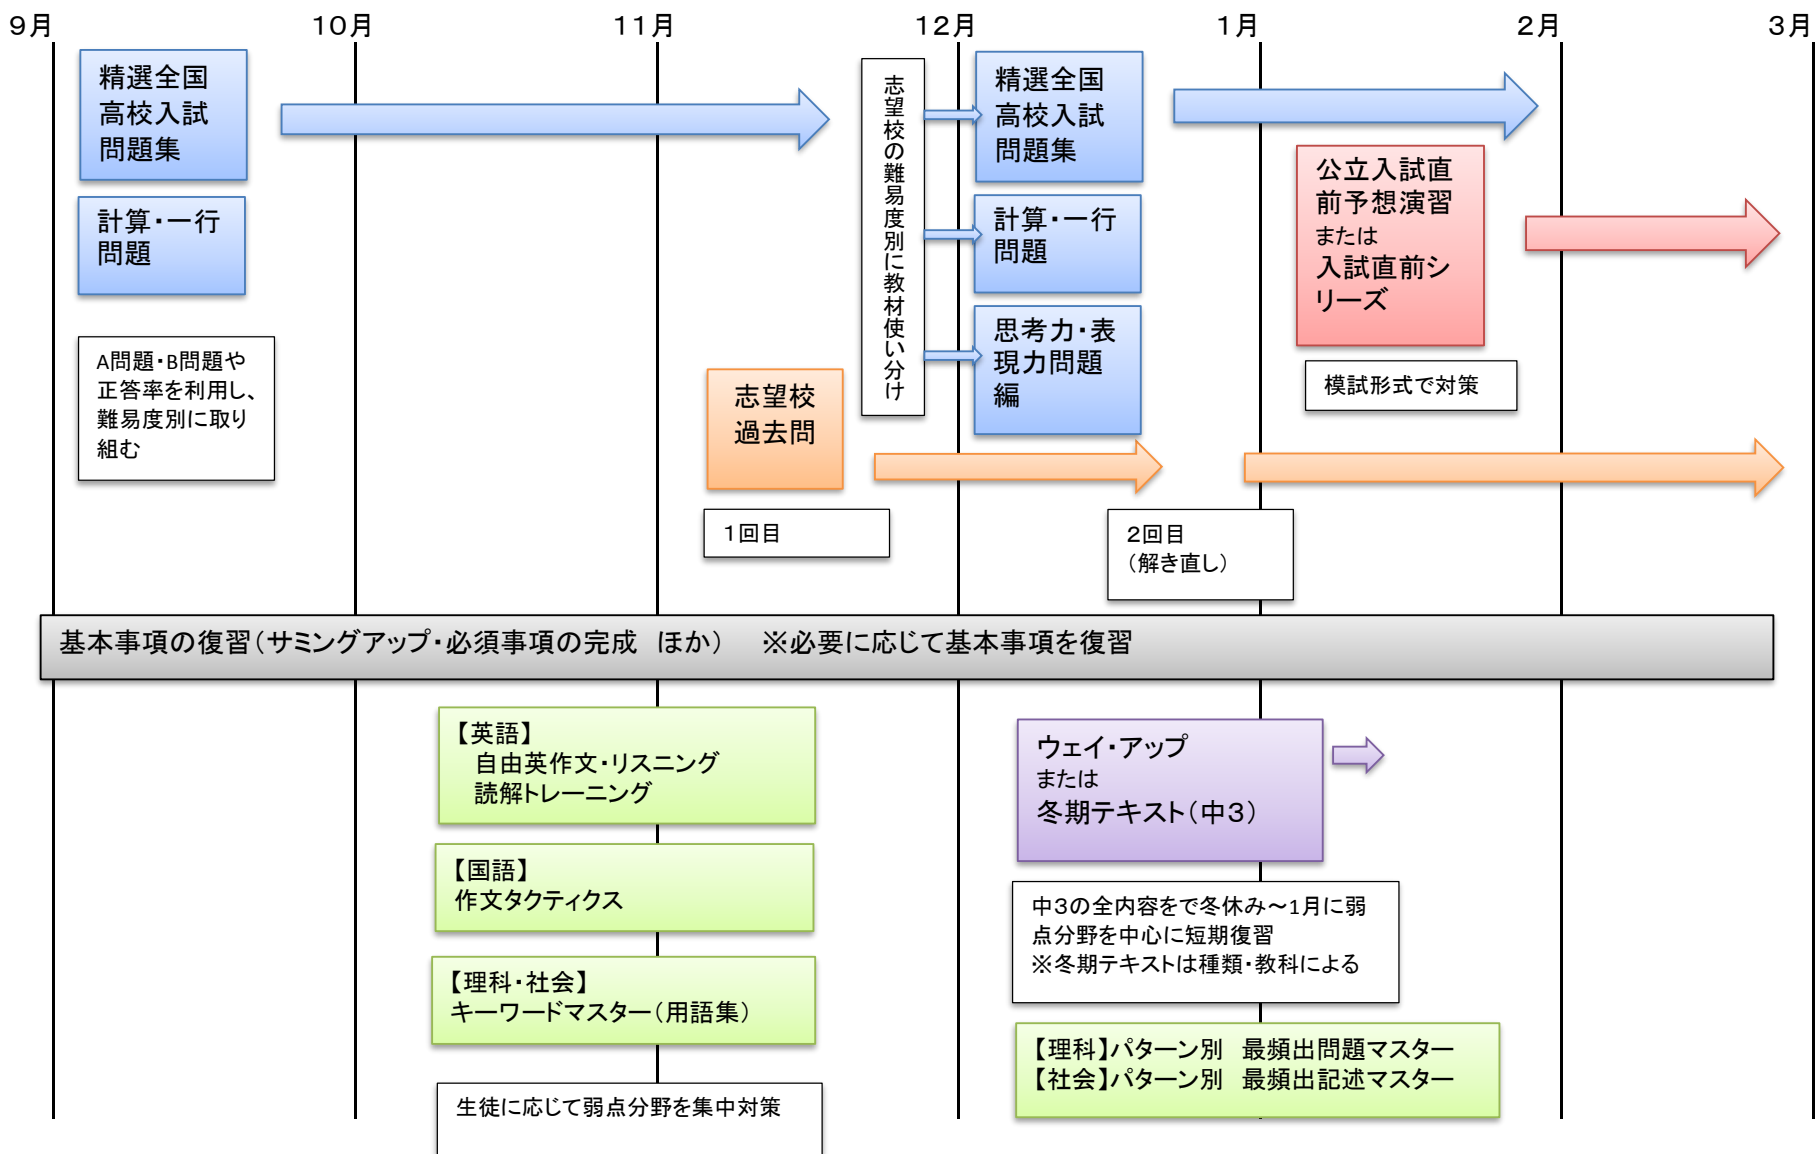 9月 10月 11月 12月 1月 2月 3月
精選全国
高校入試
問題集
計算・一行
問題
A問題・B問題や
正答率を利用し、
難易度別に取り
組む
志望校
過去問
1回目
志望校の難易度別に教材使い分け
精選全国
高校入試
問題集
計算・一行
問題
思考力・表
現力問題
編
2回目
(解き直し)
公立入試直
前予想演習
または
入試直前シ
リーズ
模試形式で対策
基本事項の復習(サミングアップ・必須事項の完成 ほか) ※必要に応じて基本事項を復習
【英語】
自由英作文・リスニング
読解トレーニング
【国語】
作文タクティクス
【理科・社会】
キーワードマスター(用語集)
生徒に応じて弱点分野を集中対策
ウェイ・アップ
または
冬期テキスト(中3)
中3の全内容をで冬休み～1月に弱
点分野を中心に短期復習
※冬期テキストは種類・教科による
【理科】パターン別 最頻出問題マスター
【社会】パターン別 最頻出記述マスター